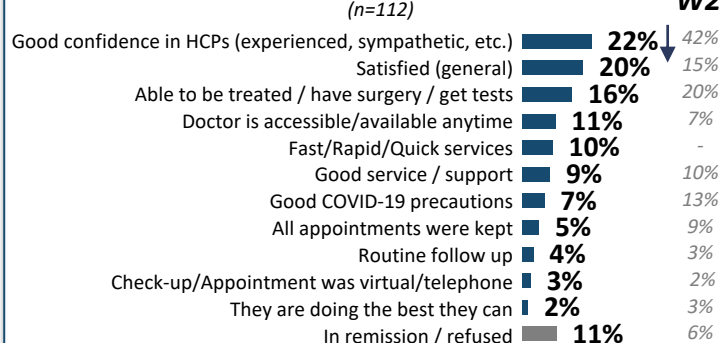 (n=112) W2
Good confidence in HCPs (experienced, sympathetic, etc.) 22% 42%
Satisfied (general) 20% 15%
Able to be treated / have surgery / get tests 16% 20%
Doctor is accessible/available anytime 11% 7%
Fast/Rapid/Quick services 10% -
Good service / support 9% 10%
Good COVID-19 precautions 7% 13%
All appointments were kept 5% 9%
Routine follow up 4% 3%
Check-up/Appointment was virtual/telephone 3% 2%
They are doing the best they can 2% 3%
In remission / refused 11% 6%